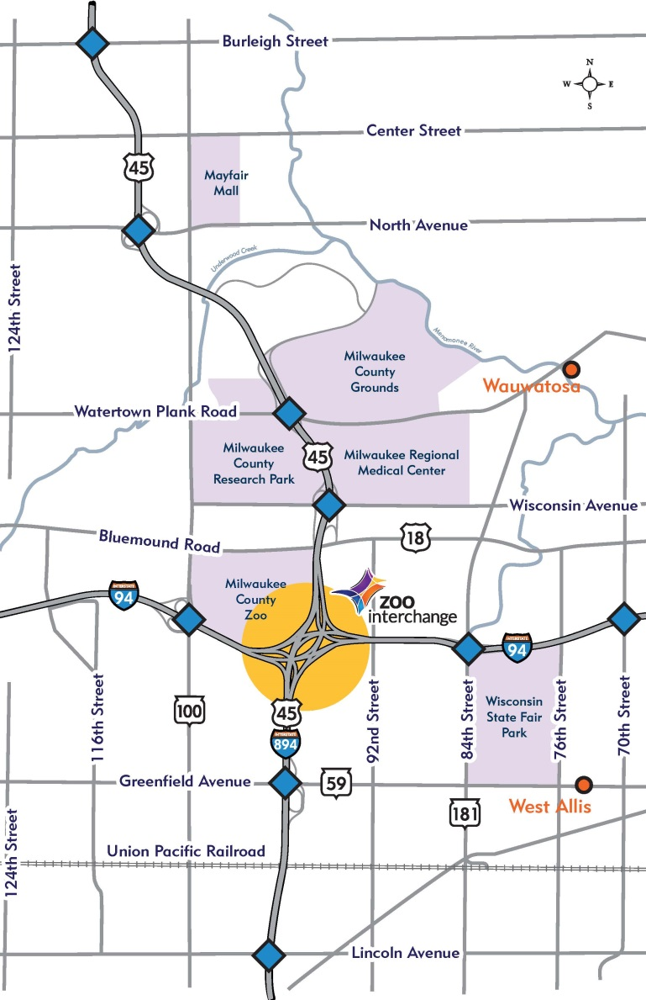 Burleigh Street
N
W
E
S
Center Street
45
Mayfair
Mall
North Avenue
Underwood Creek
124th Street
Menomonee River
Milwaukee
County
Grounds
Wauwatosa
Watertown Plank Road
Milwaukee
County
Research Park
45
Milwaukee Regional
Medical Center
Wisconsin Avenue
Bluemound Road
18
INTERSTATE
94
Milwaukee
County
Zoo
ZOO
interchange
INTERSTATE
94
116th Street
100
45
INTERSTATE
894
92nd Street
84th Street
Wisconsin
State Fair
Park
76th Street
70th Street
Greenfield Avenue
59
181
West Allis
124th Street
Union Pacific Railroad
Lincoln Avenue